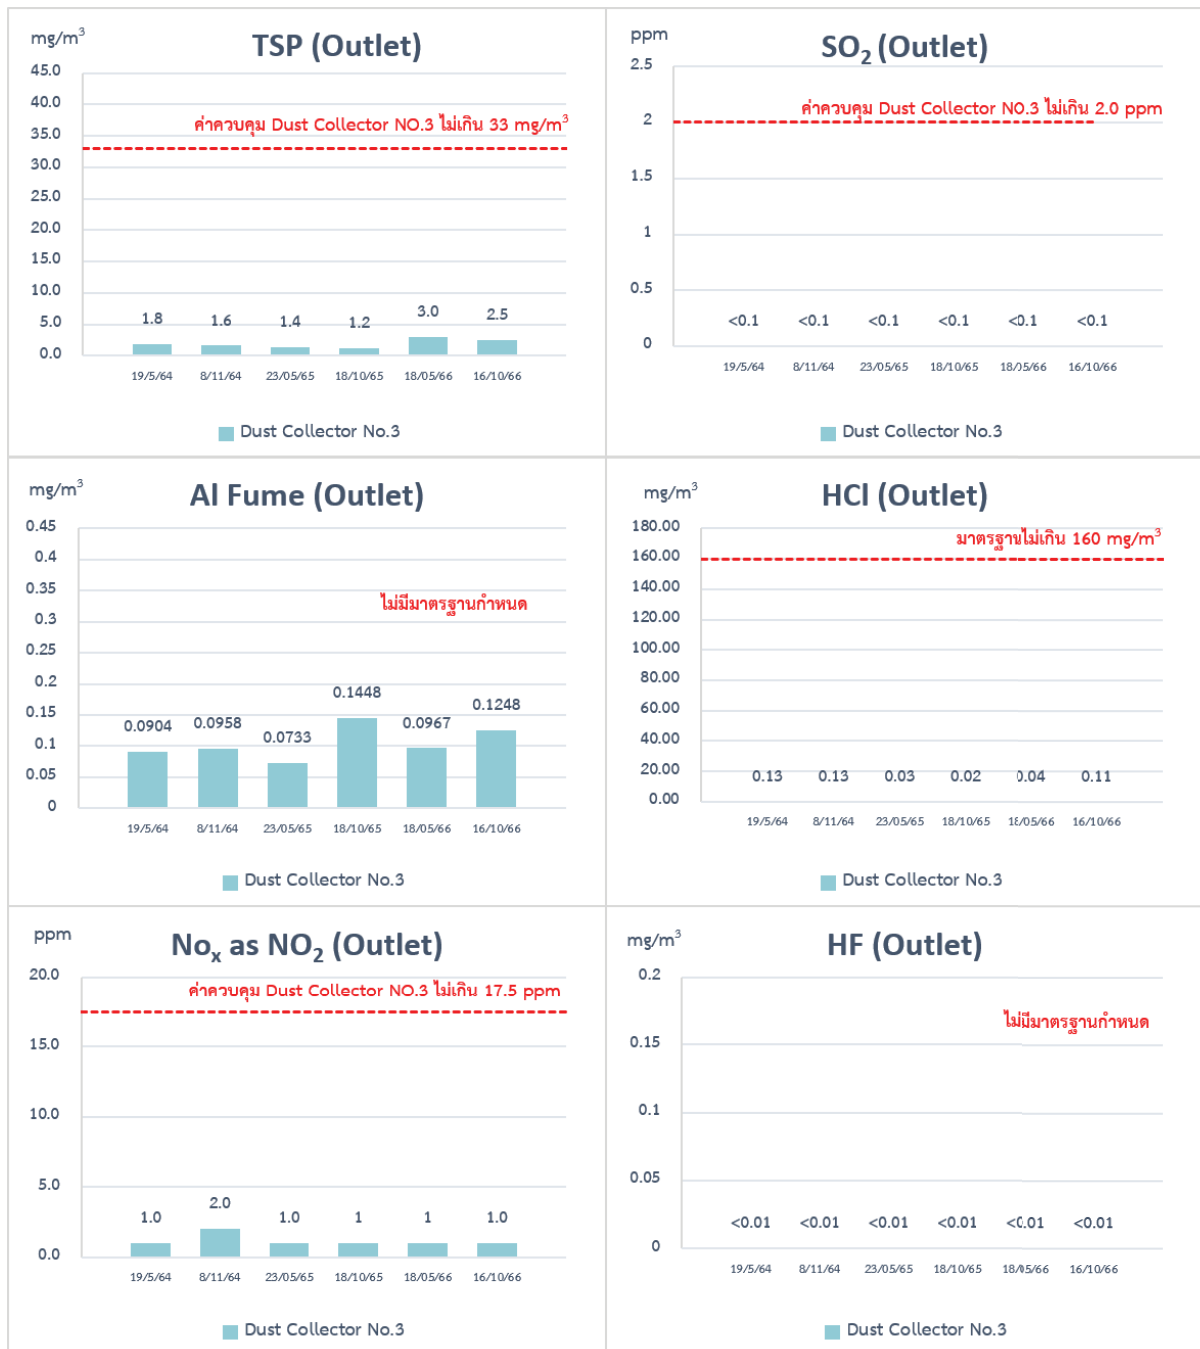 mg/m³
TSP (Outlet)
45.0
40.0
35.0
30.0
25.0
20.0
15.0
10.0
5.0
0.0
ค่าควบคุม Dust Collector NO.3 ไม่เกิน 33 mg/m³
1.8 1.6 1.4 1.2 3.0 2.5
19/5/64 8/11/64 23/05/65 18/10/65 18/05/66 16/10/66
Dust Collector No.3
ppm
SO₂ (Outlet)
2.5
2
1.5
1
0.5
0
ค่าควบคุม Dust Collector NO.3 ไม่เกิน 2.0 ppm
<0.1 <0.1 <0.1 <0.1 <0.1 <0.1
19/5/64 8/11/64 23/05/65 18/10/65 18/05/66 16/10/66
Dust Collector No.3
mg/m³
Al Fume (Outlet)
0.45
0.4
0.35
0.3
0.25
0.2
0.15
0.1
0.05
0
ไม่มีมาตรฐานกำหนด
0.0904 0.0958 0.0733 0.1448 0.0967 0.1248
19/5/64 8/11/64 23/05/65 18/10/65 18/05/66 16/10/66
Dust Collector No.3
mg/m³
HCl (Outlet)
180.00
160.00
140.00
120.00
100.00
80.00
60.00
40.00
20.00
0.00
มาตรฐานไม่เกิน 160 mg/m³
0.13 0.13 0.03 0.02 0.04 0.11
19/5/64 8/11/64 23/05/65 18/10/65 18/05/66 16/10/66
Dust Collector No.3
ppm
Noₓ as NO₂ (Outlet)
20.0
15.0
10.0
5.0
0.0
ค่าควบคุม Dust Collector NO.3 ไม่เกิน 17.5 ppm
1.0 2.0 1.0 1 1 1.0
19/5/64 8/11/64 23/05/65 18/10/65 18/05/66 16/10/66
Dust Collector No.3
mg/m³
HF (Outlet)
0.2
0.15
0.1
0.05
0
ไม่มีมาตรฐานกำหนด
<0.01 <0.01 <0.01 <0.01 <0.01 <0.01
19/5/64 8/11/64 23/05/65 18/10/65 18/05/66 16/10/66
Dust Collector No.3